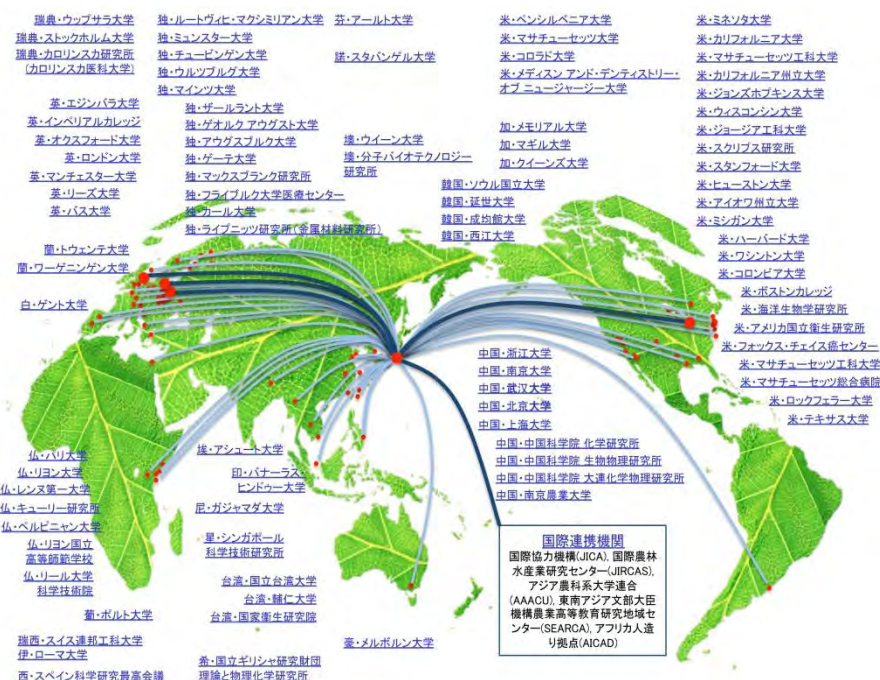 瑞典・ウップサラ大学
瑞典・ストックホルム大学
瑞典・カロリンスカ研究所
(カロリンスカ医科大学)
英・エジンバラ大学
英・インペリアルカレッジ
英・オクスフォード大学
英・ロンドン大学
英・マンチェスター大学
英・リーズ大学
英・バス大学
蘭・トウェンテ大学
蘭・ワーゲニンゲン大学
白・ゲント大学
独・ルートヴィヒ・マクシミリアン大学
独・ミュンスター大学
独・チュービンゲン大学
独・ウルツブルグ大学
独・マインツ大学
独・ザールラント大学
独・ゲオルク アウグスト大学
独・アウグスブルク大学
独・ゲーテ大学
独・マックスプランク研究所
独・フライブルク大学医療センター
独・カール大学
独・ライプニッツ研究所(金属材料研究所)
芬・アールト大学
諾・スタバンゲル大学
墺・ウイーン大学
墺・分子バイオテクノロジー
研究所
韓国・ソウル国立大学
韓国・延世大学
韓国・成均館大学
韓国・西江大学
米・ペンシルベニア大学
米・マサチューセッツ大学
米・コロラド大学
米・メディスン アンド・デンティストリー・
オブ ニュージャージー大学
加・メモリアル大学
加・マギル大学
加・クイーンズ大学
米・ミネソタ大学
米・カリフォルニア大学
米・マサチューセッツ工科大学
米・カリフォルニア州立大学
米・ジョンズホプキンス大学
米・ウィスコンシン大学
米・ジョージア工科大学
米・スクリプス研究所
米・スタンフォード大学
米・ヒューストン大学
米・アイオワ州立大学
米・ミシガン大学
米・ハーバード大学
米・ワシントン大学
米・コロンビア大学
米・ボストンカレッジ
米・海洋生物学研究所
米・アメリカ国立衛生研究所
米・フォックス・チェイス癌センター
米・マサチューセッツ工科大学
米・マサチューセッツ総合病院
米・ロックフェラー大学
米・テキサス大学
中国・浙江大学
中国・南京大学
中国・武汉大学
中国・北京大学
中国・上海大学
中国・中国科学院 化学研究所
中国・中国科学院 生物物理研究所
中国・中国科学院 大連化学物理研究所
中国・南京農業大学
仏・パリ大学
仏・リヨン大学
仏・レンヌ第一大学
仏・キューリー研究所
仏・ペルピニャン大学
仏・リヨン国立
高等師範学校
仏・リール大学
科学技術院
葡・ポルト大学
瑞西・スイス連邦工科大学
伊・ローマ大学
西・スペイン科学研究最高会議
埃・アシュート大学
印・バナーラス・
ヒンドゥー大学
尼・ガジャマダ大学
星・シンガポール
科学技術研究所
台湾・国立台湾大学
台湾・輔仁大学
台湾・国家衛生研究院
希・国立ギリシャ研究財団
理論と物理化学研究所
豪・メルボルン大学
国際連携機関
国際協力機構(JICA), 国際農林
水産業研究センター(JIRCAS),
アジア農科系大学連合
(AAACU), 東南アジア文部大臣
機構農業高等教育研究地域セ
ンター(SEARCA), アフリカ人造
り拠点(AICAD)